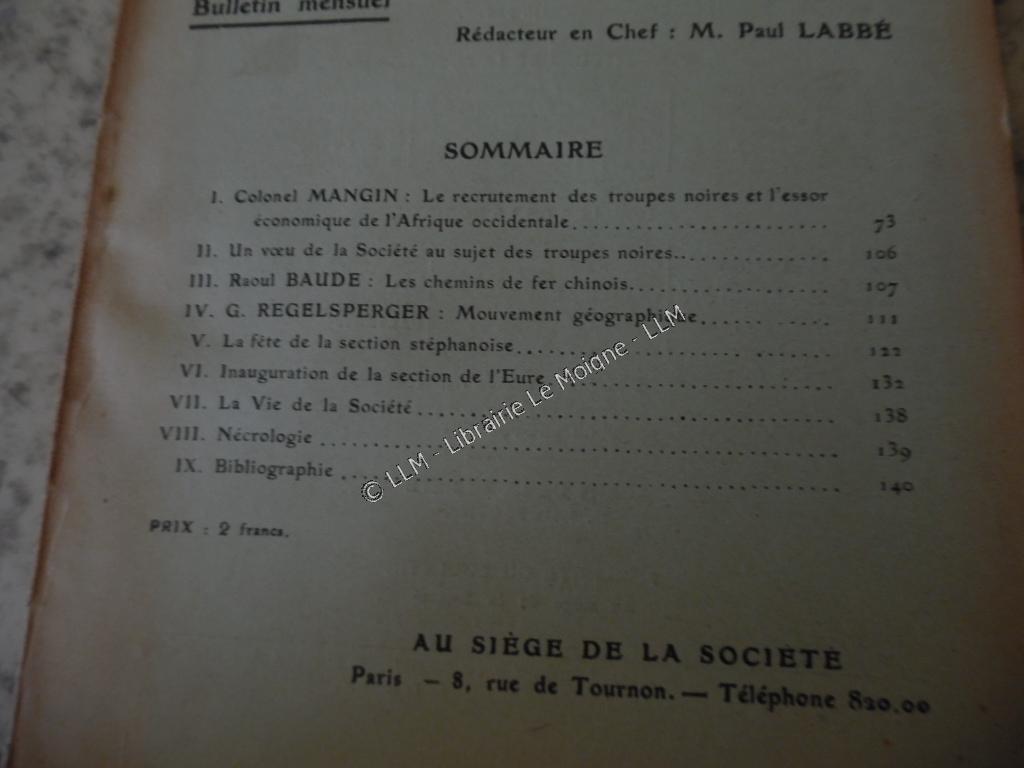 Bulletin mensuel
Rédacteur en Chef : M. Paul LABBÉ
SOMMAIRE
I. Colonel MANGIN : Le recrutement des troupes noires et l'essor
économique de l'Afrique occidentale........................ 73
II. Un vœu de la Société au sujet des troupes noires............... 106
III. Raoul BAUDE : Les chemins de fer chinois.................. 107
IV. G. REGELSPERGER : Mouvement géographique............ 111
V. La fête de la section stéphanoise........................ 122
VI. Inauguration de la section de l'Eure...................... 132
VII. La Vie de la Société................................ 138
VIII. Nécrologie ........................................ 139
IX. Bibliographie ...................................... 140
PRIX : 2 francs.
AU SIÈGE DE LA SOCIÉTÉ
Paris — 8, rue de Tournon. — Téléphone 820.00
© LLM - Librairie Le Moigne - LLM